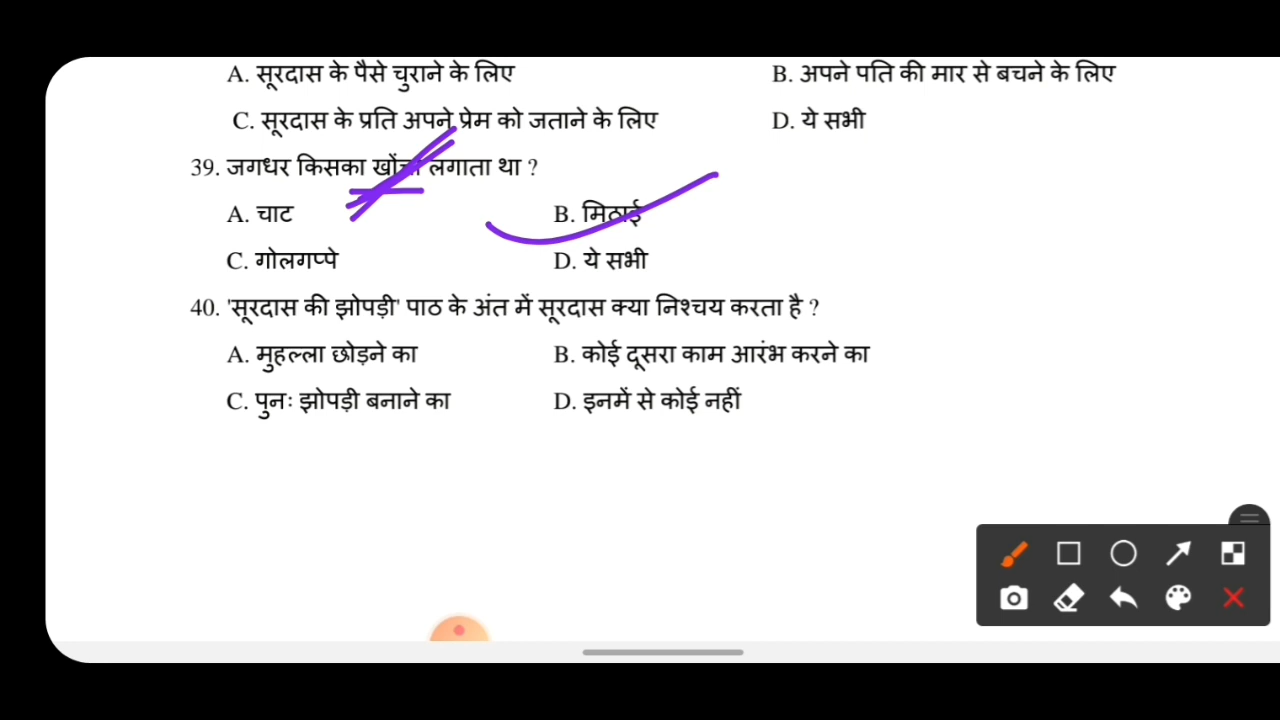 A. सूरदास के पैसे चुराने के लिए B. अपने पति की मार से बचने के लिए
C. सूरदास के प्रति अपने प्रेम को जताने के लिए D. ये सभी
39. जगधर किसका खोंचा लगाता था ?
A. चाट B. मिठाई
C. गोलगप्पे D. ये सभी
40. 'सूरदास की झोपड़ी' पाठ के अंत में सूरदास क्या निश्चय करता है ?
A. मुहल्ला छोड़ने का B. कोई दूसरा काम आरंभ करने का
C. पुनः झोपड़ी बनाने का D. इनमें से कोई नहीं